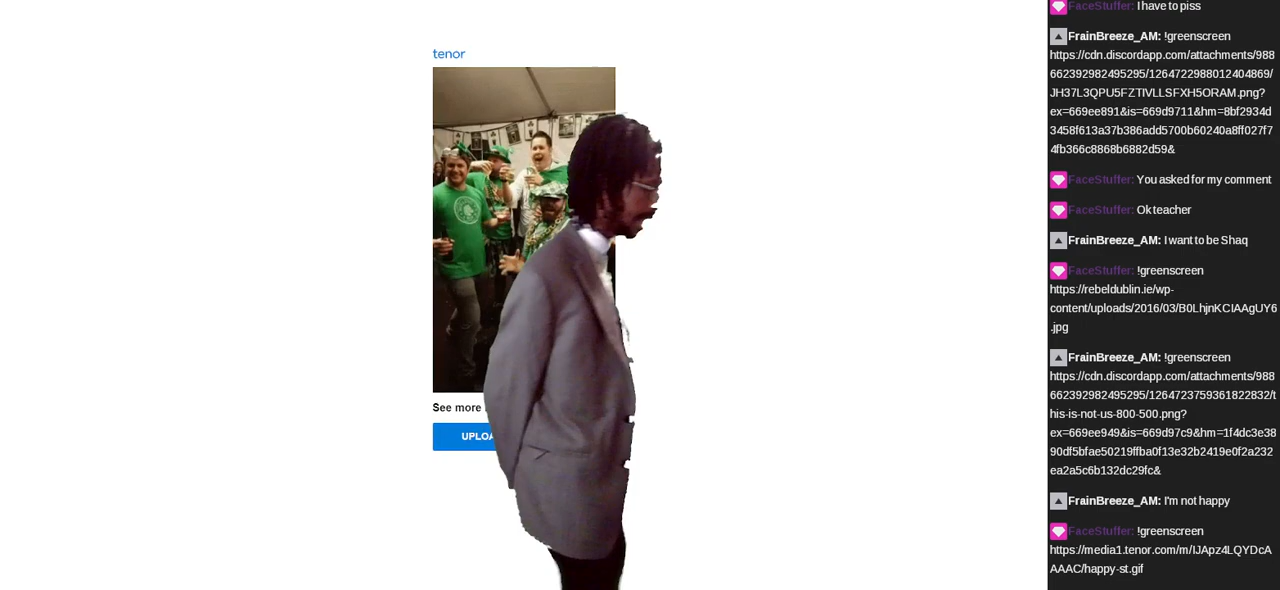 tenor
See more
UPLOA
FaceStuffer: I have to piss
FrainBreeze_AM: !greenscreen
https://cdn.discordapp.com/attachments/988
662392982495295/1264722988012404869/
JH37L3QPU5FZTIVLLSFXH5ORAM.png?
ex=669ee891&is=669d9711&hm=8bf2934d
3458f613a37b386add5700b60240a8ff027f7
4fb366c8868b6882d59&
FaceStuffer: You asked for my comment
FaceStuffer: Ok teacher
FrainBreeze_AM: I want to be Shaq
FaceStuffer: !greenscreen
https://rebeldublin.ie/wp-
content/uploads/2016/03/B0LhjnKCIAAgUY6
.jpg
FrainBreeze_AM: !greenscreen
https://cdn.discordapp.com/attachments/988
662392982495295/1264723759361822832/t
his-is-not-us-800-500.png?
ex=669ee949&is=669d97c9&hm=1f4dc3e38
90df5bfae50219ffba0f13e32b2419e0f2a232
ea2a5c6b132dc29fc&
FrainBreeze_AM: I'm not happy
FaceStuffer: !greenscreen
https://media1.tenor.com/m/IJApz4LQYDcA
AAAC/happy-st.gif